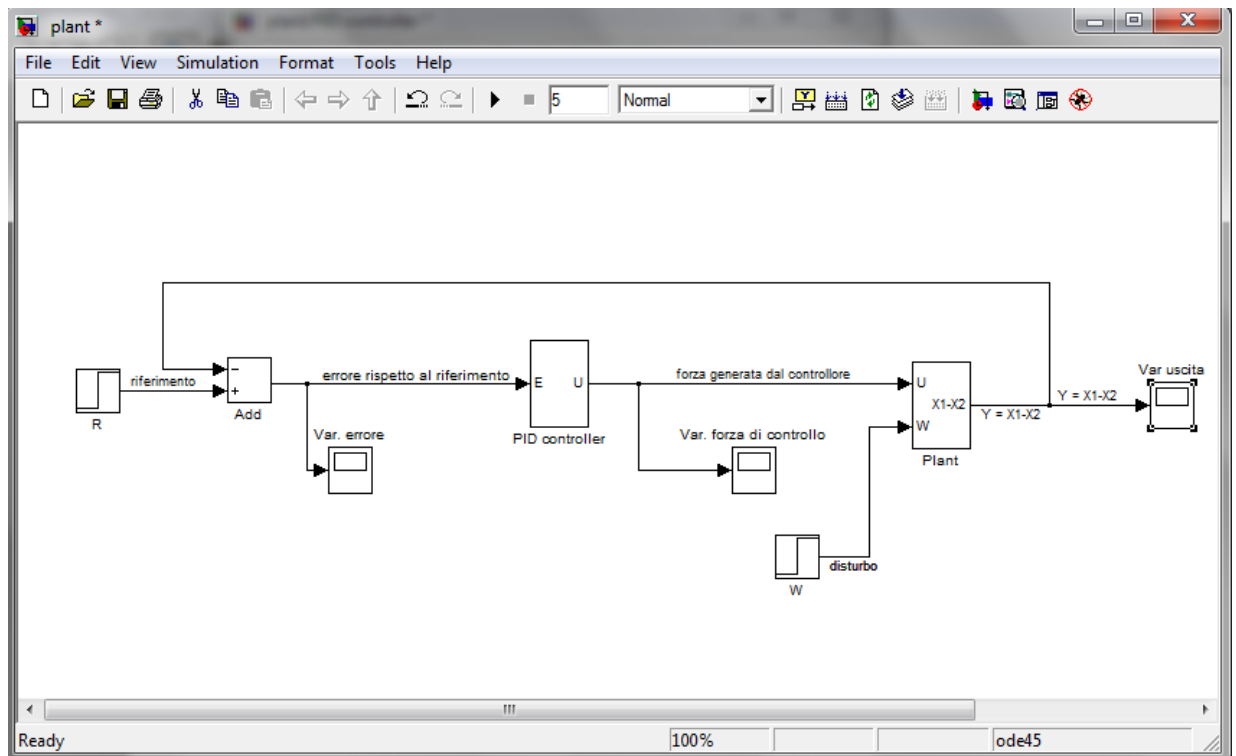 plant *
File Edit View Simulation Format Tools Help
5 Normal
riferimento
R
−
+
Add
errore rispetto al riferimento
Var. errore
E U
PID controller
forza generata dal controllore
Var. forza di controllo
U
X1-X2
W
Plant
Y = X1-X2
Y = X1-X2
Var uscita
disturbo
W
Ready 100% ode45